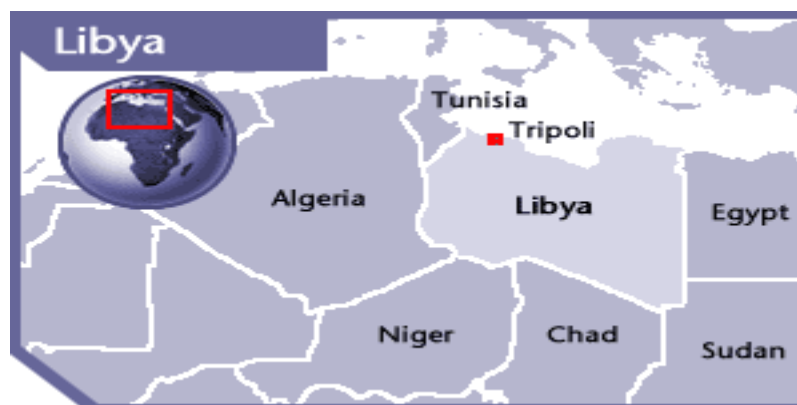 Libya
Tunisia
Tripoli
Algeria
Libya
Egypt
Niger
Chad
Sudan